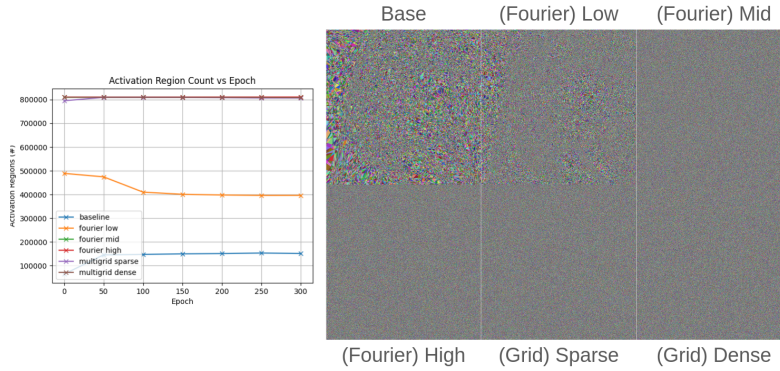 Base
(Fourier) Low
(Fourier) Mid
Activation Region Count vs Epoch
Activation Regions (#)
800000
700000
600000
500000
400000
300000
200000
100000
baseline
fourier low
fourier mid
fourier high
multigrid sparse
multigrid dense
0
50
100
150
200
250
300
Epoch
(Fourier) High
(Grid) Sparse
(Grid) Dense